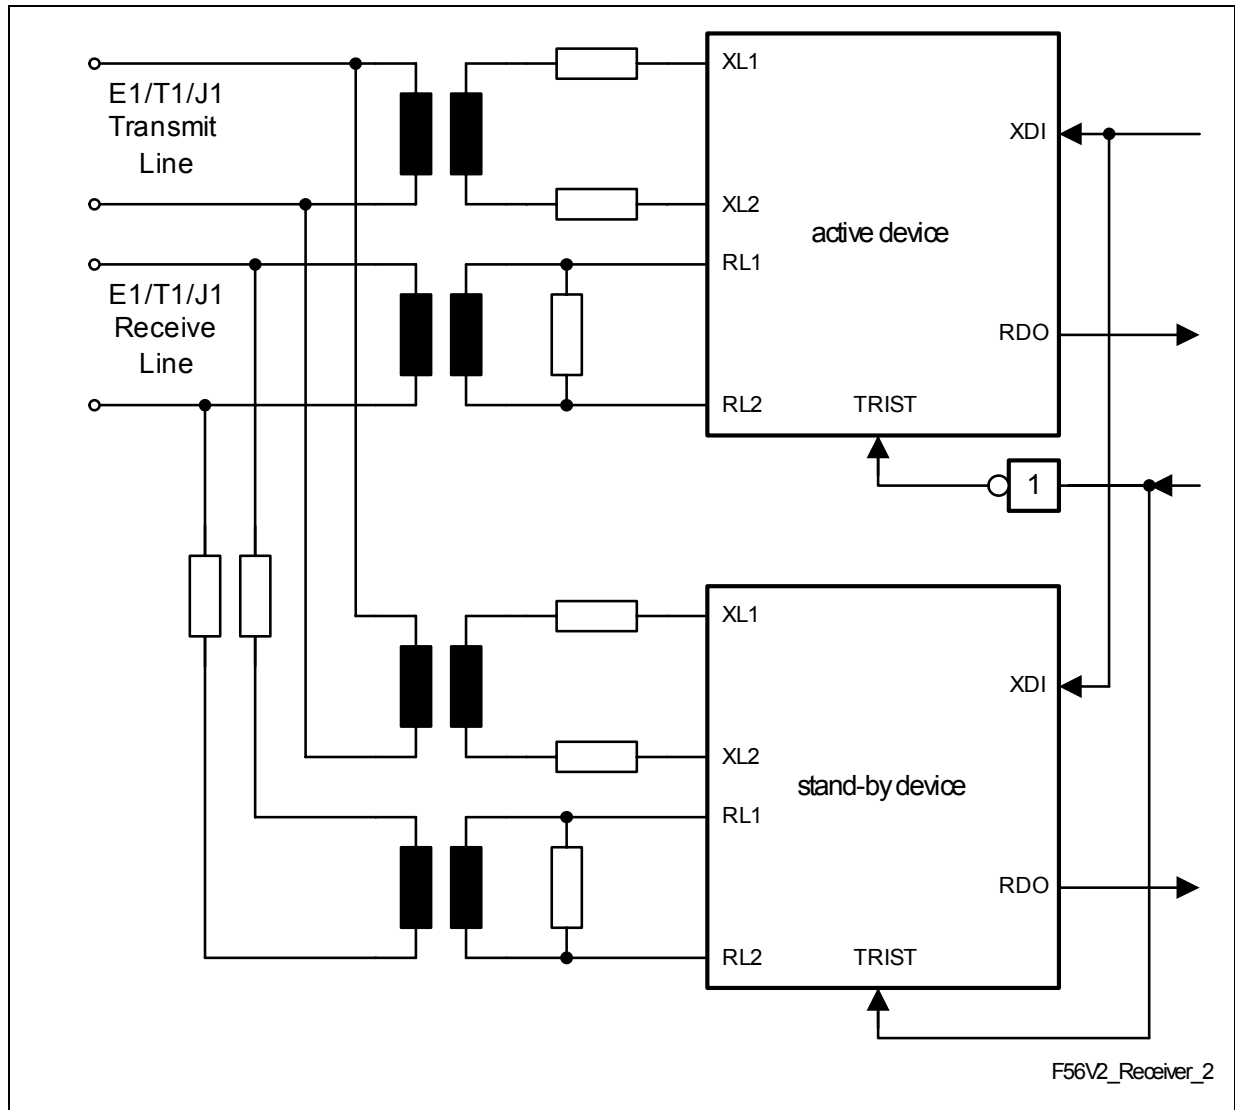 E1/T1/J1
Transmit
Line
E1/T1/J1
Receive
Line
XL1
XDI
XL2
active device
RL1
RDO
RL2
TRIST
1
XL1
XDI
XL2
stand-by device
RL1
RDO
RL2
TRIST
F56V2_Receiver_2